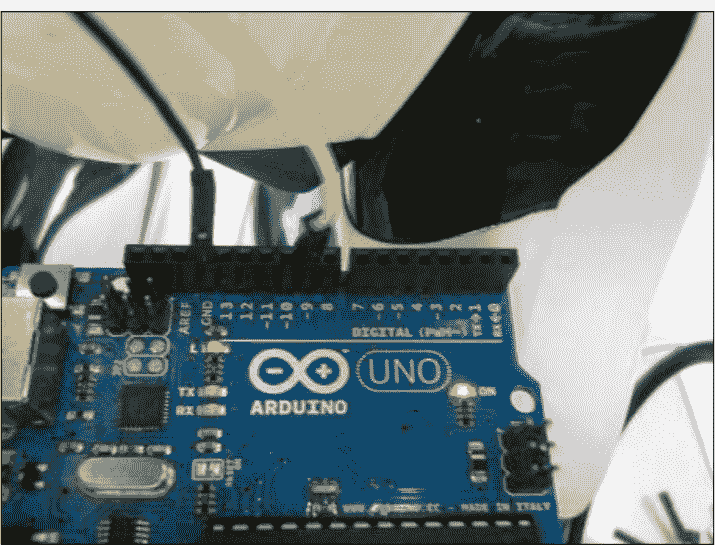 AREF
GND
13
12
~11
~10
~9
8
7
~6
~5
4
~3
2
TX→1
RX←0
DIGITAL (PWM~)
L
TX
RX
UNO
ON
ARDUINO
MADE IN ITALY